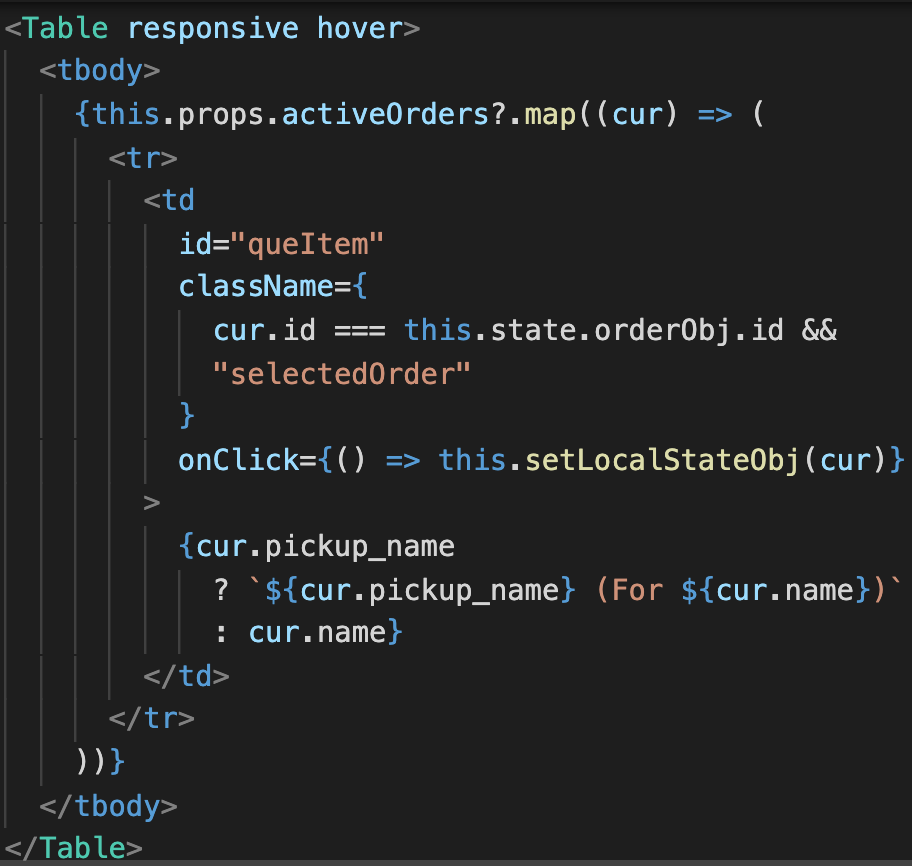 <Table responsive hover>
<tbody>
{this.props.activeOrders?.map((cur) => (
<tr>
<td
id="queItem"
className={
cur.id === this.state.orderObj.id &&
"selectedOrder"
}
onClick={() => this.setLocalStateObj(cur)}
>
{cur.pickup_name
? `${cur.pickup_name} (For ${cur.name})`
: cur.name}
</td>
</tr>
))}
</tbody>
</Table>